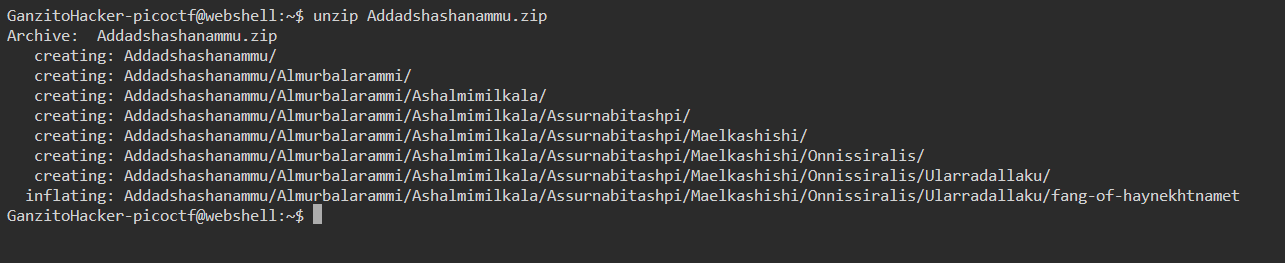 GanzitoHacker-picoctf@webshell:~$ unzip Addadshashanammu.zip
Archive:  Addadshashanammu.zip
   creating: Addadshashanammu/
   creating: Addadshashanammu/Almurbalarammi/
   creating: Addadshashanammu/Almurbalarammi/Ashalmimilkala/
   creating: Addadshashanammu/Almurbalarammi/Ashalmimilkala/Assurnabitashpi/
   creating: Addadshashanammu/Almurbalarammi/Ashalmimilkala/Assurnabitashpi/Maelkashishi/
   creating: Addadshashanammu/Almurbalarammi/Ashalmimilkala/Assurnabitashpi/Maelkashishi/Onnissiralis/
   creating: Addadshashanammu/Almurbalarammi/Ashalmimilkala/Assurnabitashpi/Maelkashishi/Onnissiralis/Ularradallaku/
  inflating: Addadshashanammu/Almurbalarammi/Ashalmimilkala/Assurnabitashpi/Maelkashishi/Onnissiralis/Ularradallaku/fang-of-haynekhtnamet
GanzitoHacker-picoctf@webshell:~$